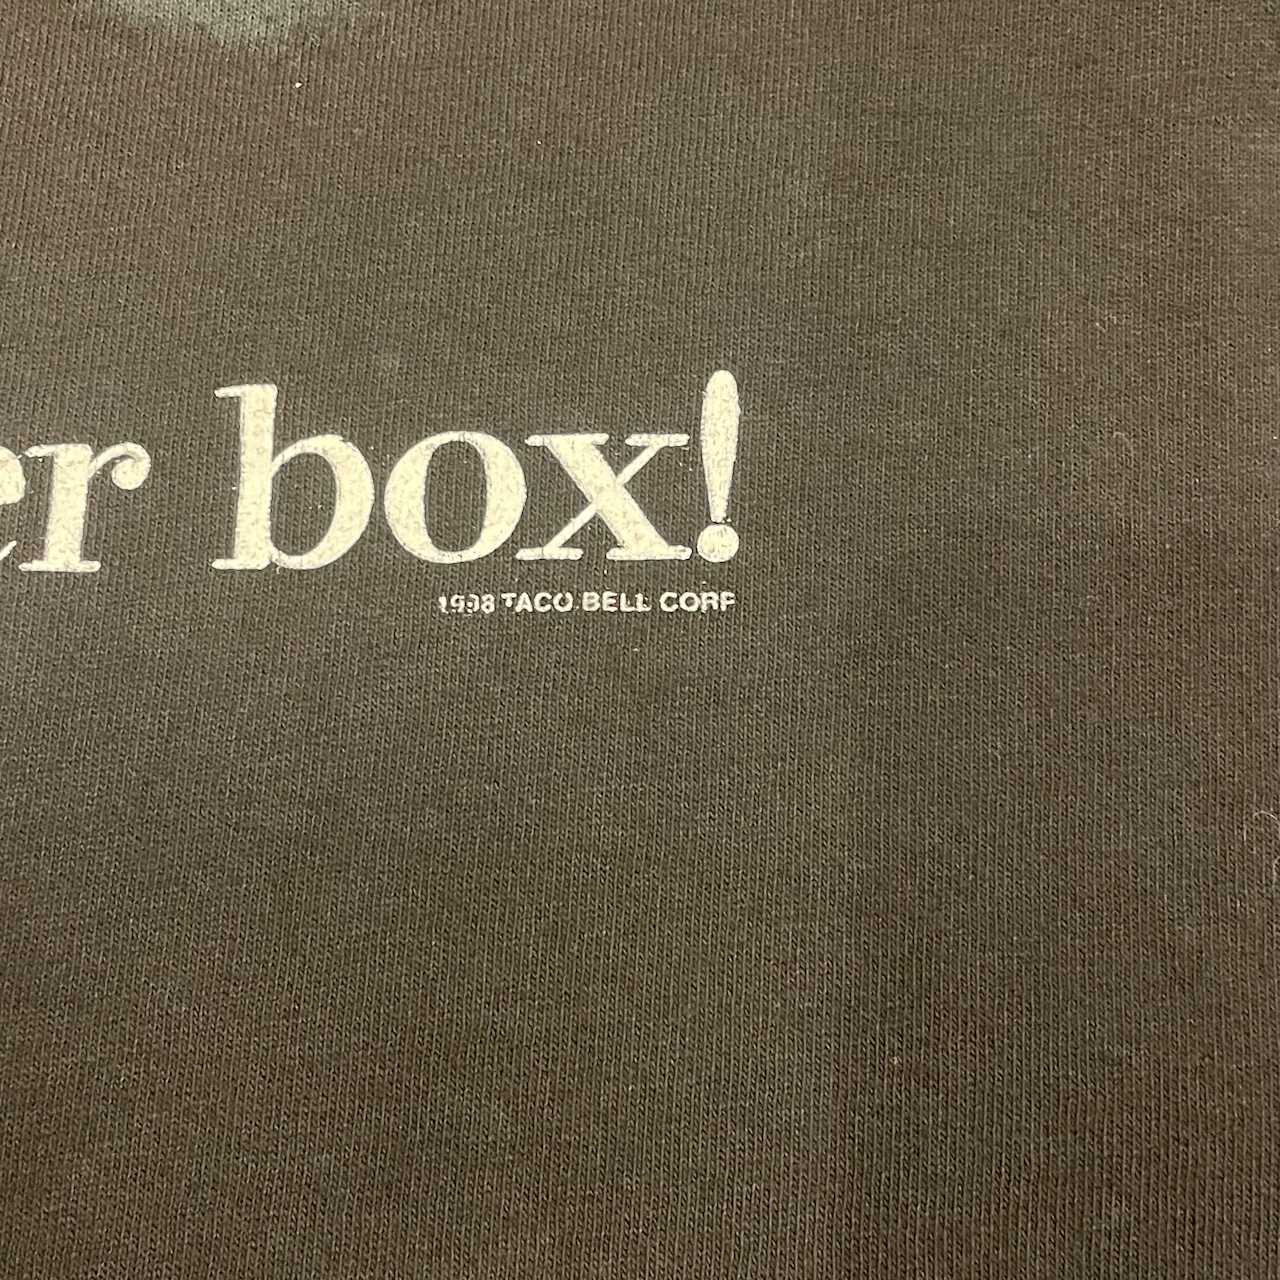 er box!
1998 TACO BELL CORP